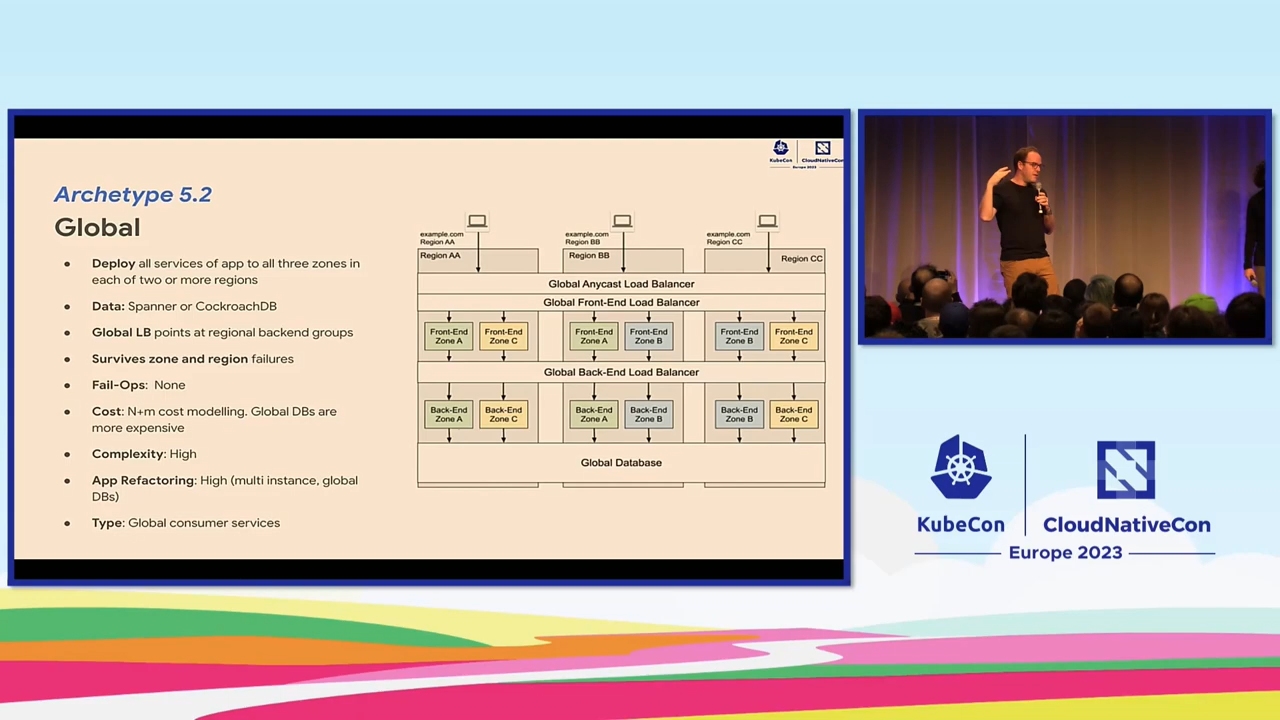 KubeCon
CloudNativeCon
Europe 2023
Archetype 5.2
Global
Deploy all services of app to all three zones in
each of two or more regions
Data: Spanner or CockroachDB
Global LB points at regional backend groups
Survives zone and region failures
Fail-Ops: None
Cost: N+m cost modelling. Global DBs are
more expensive
Complexity: High
App Refactoring: High (multi instance, global
DBs)
Type: Global consumer services
example.com
Region AA
example.com
Region BB
example.com
Region CC
Region AA
Region BB
Region CC
Global Anycast Load Balancer
Global Front-End Load Balancer
Front-End
Zone A
Front-End
Zone C
Front-End
Zone A
Front-End
Zone B
Front-End
Zone B
Front-End
Zone C
Global Back-End Load Balancer
Back-End
Zone A
Back-End
Zone C
Back-End
Zone A
Back-End
Zone B
Back-End
Zone B
Back-End
Zone C
Global Database
KubeCon
CloudNativeCon
Europe 2023